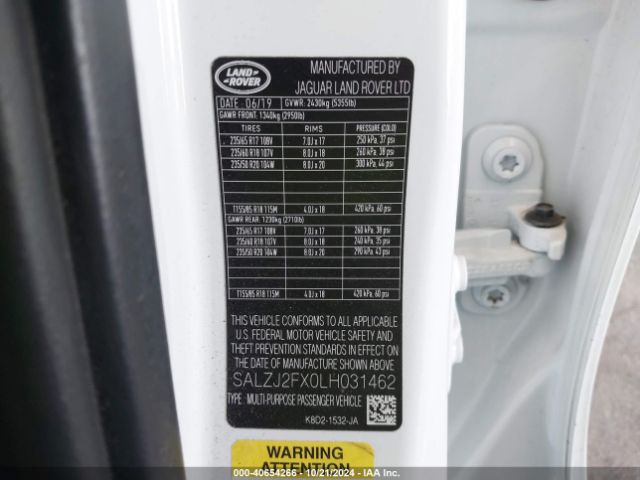 LAND ROVER
MANUFACTURED BY
JAGUAR LAND ROVER LTD
DATE 06/19 GVWR. 2430kg (5355lb)
GAWR FRONT. 1340kg (2950lb)
TIRES RIMS PRESSURE (COLD)
235/65 R17 108V 7.0J x 17 250 kPa, 37 psi
235/60 R18 107V 8.0J x 18 260 kPa, 38 psi
235/50 R20 104W 8.0J x 20 300 kPa, 44 psi
T155/85 R18 115M 4.0J x 18 420 kPa, 60 psi
GAWR REAR. 1230kg (2710lb)
235/65 R17 108V 7.0J x 17 260 kPa, 38 psi
235/60 R18 107V 8.0J x 18 240 kPa, 35 psi
235/50 R20 104W 8.0J x 20 290 kPa, 43 psi
T155/85 R18 115M 4.0J x 18 420 kPa, 60 psi
THIS VEHICLE CONFORMS TO ALL APPLICABLE
U.S. FEDERAL MOTOR VEHICLE SAFETY AND
THEFT PREVENTION STANDARDS IN EFFECT ON
THE DATE OF MANUFACTURE SHOWN ABOVE
SALZJ2FX0LH031462
TYPE: MULTI-PURPOSE PASSENGER VEHICLE
K8D2-1532-JA
WARNING
ATTENTION
000-40654266 - 10/21/2024 - IAA Inc.